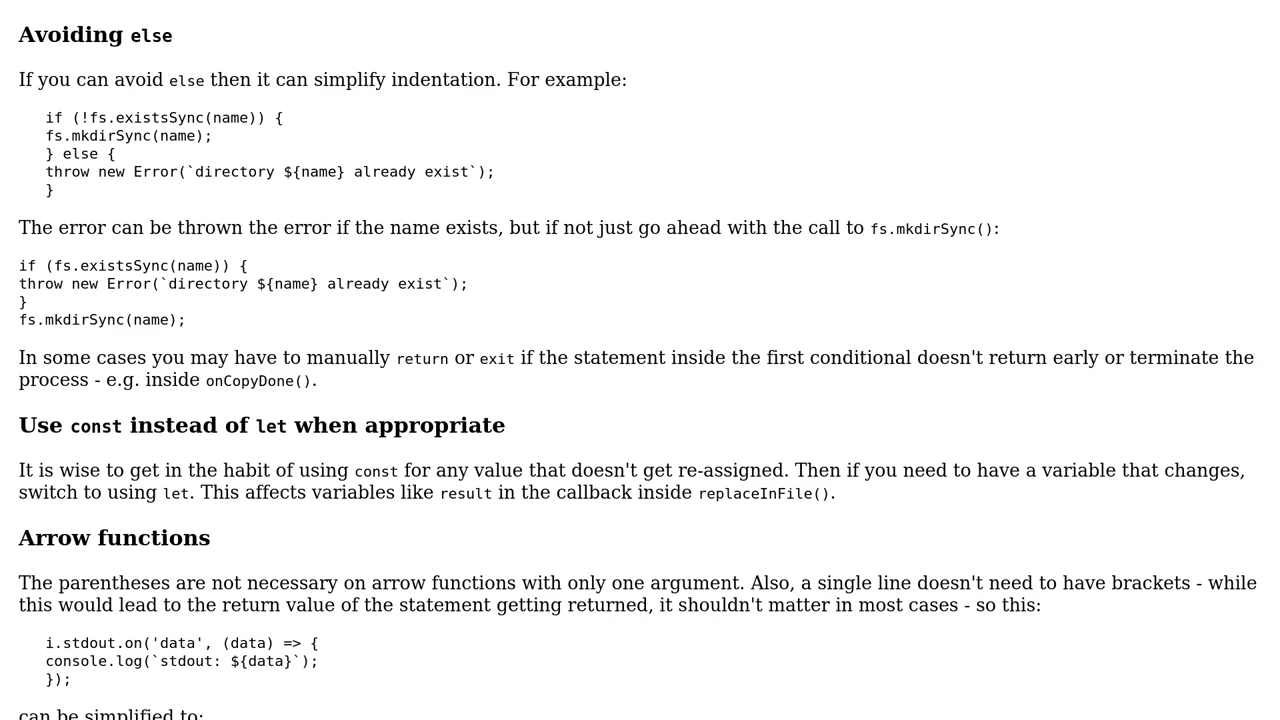 Avoiding else
If you can avoid else then it can simplify indentation. For example:
if (!fs.existsSync(name)) {
fs.mkdirSync(name);
} else {
throw new Error(`directory ${name} already exist`);
}
The error can be thrown the error if the name exists, but if not just go ahead with the call to fs.mkdirSync():
if (fs.existsSync(name)) {
throw new Error(`directory ${name} already exist`);
}
fs.mkdirSync(name);
In some cases you may have to manually return or exit if the statement inside the first conditional doesn't return early or terminate the
process - e.g. inside onCopyDone().
Use const instead of let when appropriate
It is wise to get in the habit of using const for any value that doesn't get re-assigned. Then if you need to have a variable that changes,
switch to using let. This affects variables like result in the callback inside replaceInFile().
Arrow functions
The parentheses are not necessary on arrow functions with only one argument. Also, a single line doesn't need to have brackets - while
this would lead to the return value of the statement getting returned, it shouldn't matter in most cases - so this:
i.stdout.on('data', (data) => {
console.log(`stdout: ${data}`);
});
can be simplified to: